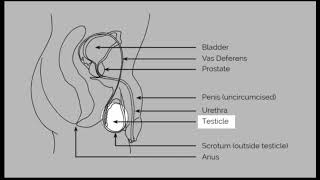 Bladder
Vas Deferens
Prostate
Penis (uncircumcised)
Urethra
Testicle
Scrotum (outside testicle)
Anus